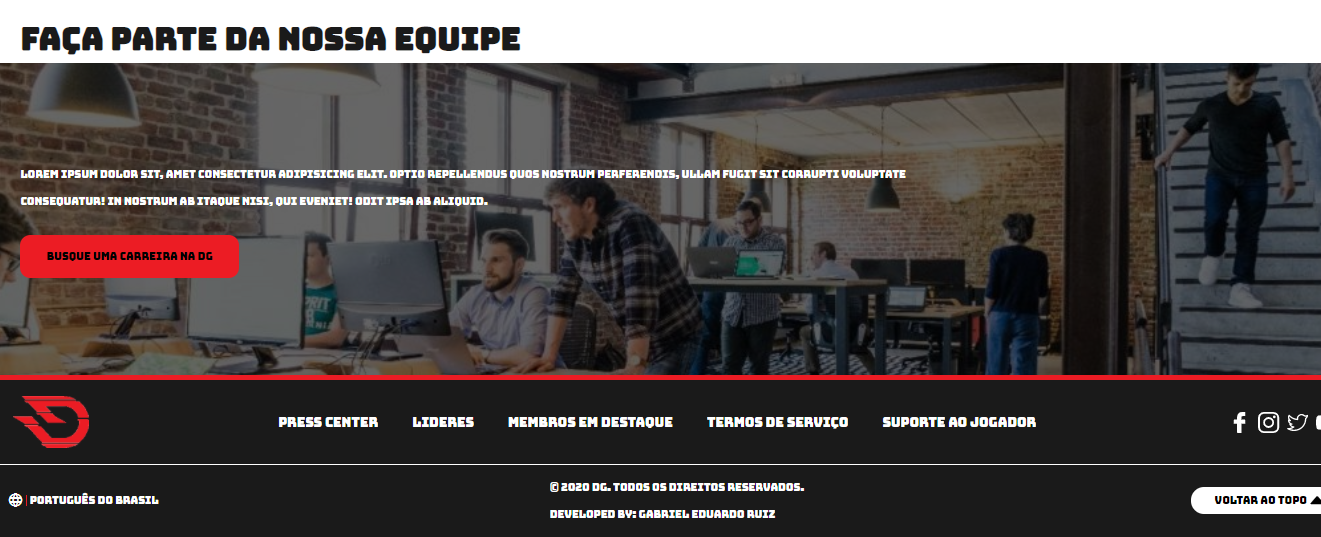 FAÇA PARTE DA NOSSA EQUIPE
LOREM IPSUM DOLOR SIT, AMET CONSECTETUR ADIPISICING ELIT. OPTIO REPELLENDUS QUOS NOSTRUM PERFERENDIS, ULLAM FUGIT SIT CORRUPTI VOLUPTATE
CONSEQUATUR! IN NOSTRUM AB ITAQUE NISI, QUI EVENIET! ODIT IPSA AB ALIQUID.
BUSQUE UMA CARREIRA NA DG
PRESS CENTER LIDERES MEMBROS EM DESTAQUE TERMOS DE SERVIÇO SUPORTE AO JOGADOR
© 2020 DG. TODOS OS DIREITOS RESERVADOS.
| PORTUGUÊS DO BRASIL
VOLTAR AO TOPO
DEVELOPED BY: GABRIEL EDUARDO RUIZ